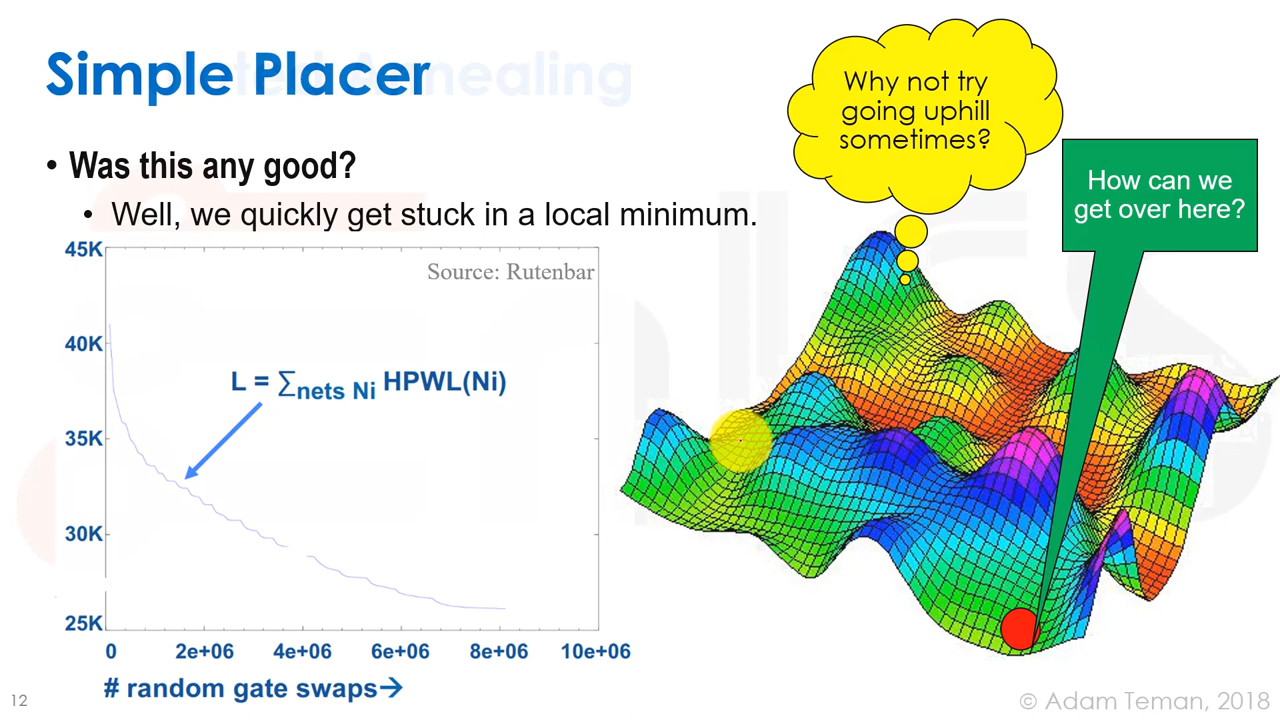 Simple Placer
nealing
• Was this any good?
• Well, we quickly get stuck in a local minimum.
Why not try
going uphill
sometimes?
How can we
get over here?
45K
40K
35K
30K
25K
Source: Rutenbar
L = ∑nets Ni HPWL(Ni)
0 2e+06 4e+06 6e+06 8e+06 10e+06
# random gate swaps→
12
© Adam Teman, 2018